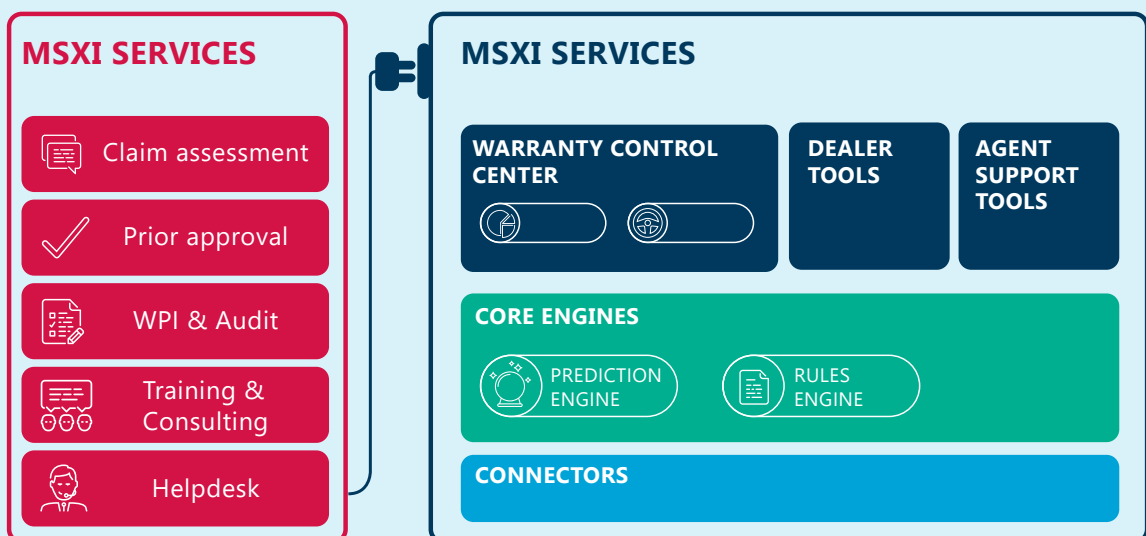 MSXI SERVICES
Claim assessment
Prior approval
WPI & Audit
Training &
Consulting
Helpdesk
MSXI SERVICES
WARRANTY CONTROL
CENTER
DEALER
TOOLS
AGENT
SUPPORT
TOOLS
CORE ENGINES
PREDICTION
ENGINE
RULES
ENGINE
CONNECTORS